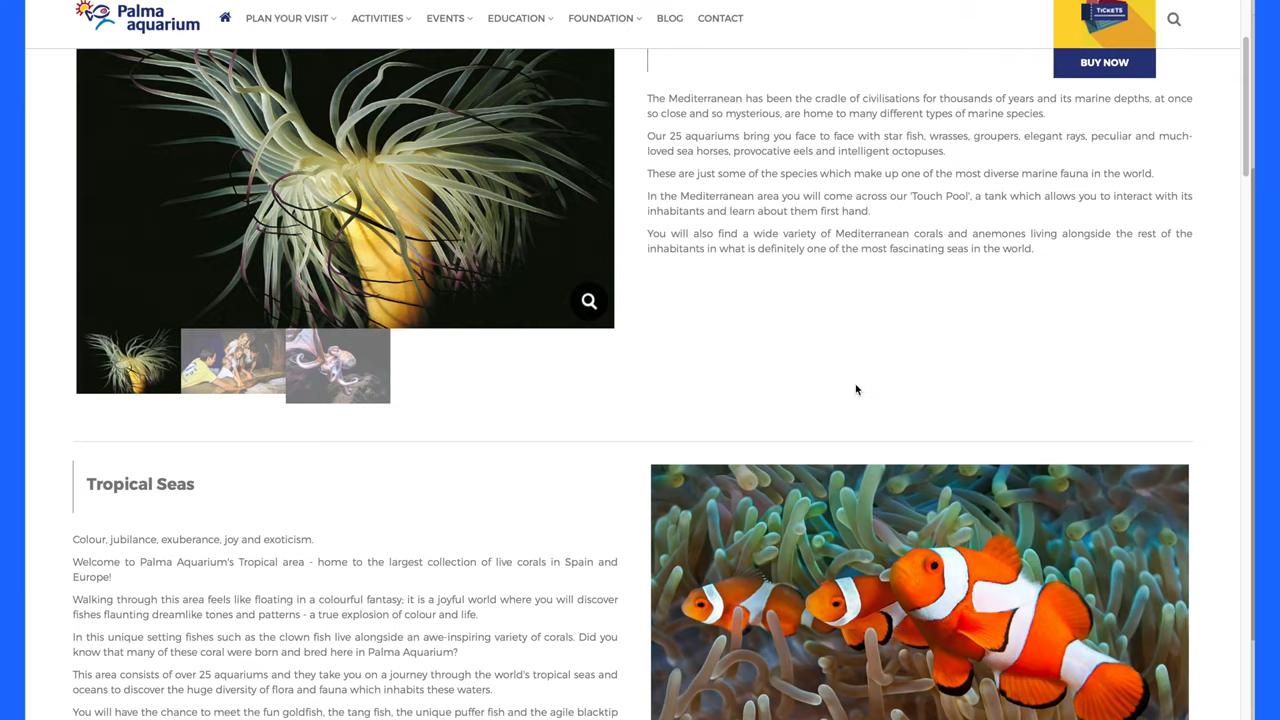 Palma
aquarium
PLAN YOUR VISIT ACTIVITIES EVENTS EDUCATION FOUNDATION BLOG CONTACT
TICKETS
BUY NOW
The Mediterranean has been the cradle of civilisations for thousands of years and its marine depths, at once
so close and so mysterious, are home to many different types of marine species.
Our 25 aquariums bring you face to face with star fish, wrasses, groupers, elegant rays, peculiar and much-
loved sea horses, provocative eels and intelligent octopuses.
These are just some of the species which make up one of the most diverse marine fauna in the world.
In the Mediterranean area you will come across our 'Touch Pool', a tank which allows you to interact with its
inhabitants and learn about them first hand.
You will also find a wide variety of Mediterranean corals and anemones living alongside the rest of the
inhabitants in what is definitely one of the most fascinating seas in the world.
Tropical Seas
Colour, jubilance, exuberance, joy and exoticism.
Welcome to Palma Aquarium's Tropical area - home to the largest collection of live corals in Spain and
Europe!
Walking through this area feels like floating in a colourful fantasy; it is a joyful world where you will discover
fishes flaunting dreamlike tones and patterns - a true explosion of colour and life.
In this unique setting fishes such as the clown fish live alongside an awe-inspiring variety of corals. Did you
know that many of these coral were born and bred here in Palma Aquarium?
This area consists of over 25 aquariums and they take you on a journey through the world's tropical seas and
oceans to discover the huge diversity of flora and fauna which inhabits these waters.
You will have the chance to meet the fun goldfish, the tang fish, the unique puffer fish and the agile blacktip